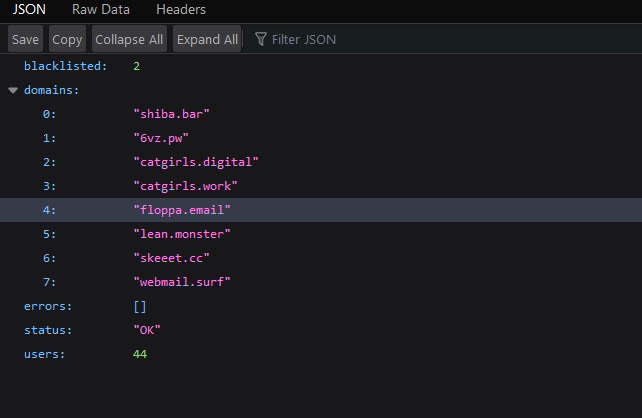 JSON Raw Data Headers
Save Copy Collapse All Expand All Filter JSON
blacklisted: 2
domains:
0: "shiba.bar"
1: "6vz.pw"
2: "catgirls.digital"
3: "catgirls.work"
4: "floppa.email"
5: "lean.monster"
6: "skeeet.cc"
7: "webmail.surf"
errors: []
status: "OK"
users: 44